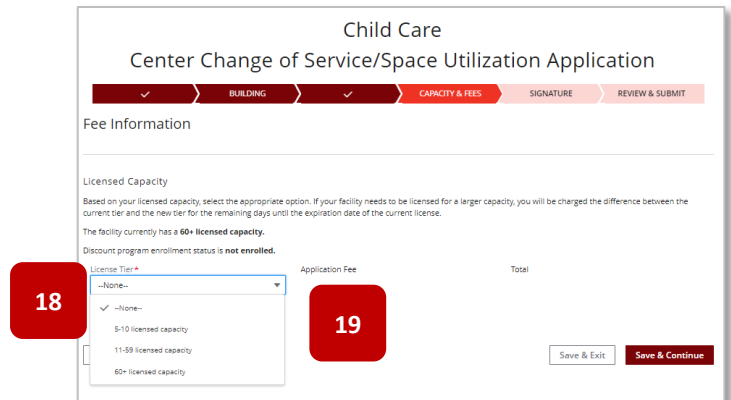 Child Care
Center Change of Service/Space Utilization Application
BUILDING
CAPACITY & FEES
SIGNATURE
REVIEW & SUBMIT
Fee Information
Licensed Capacity
Based on your licensed capacity, select the appropriate option. If your facility needs to be licensed for a larger capacity, you will be charged the difference between the
current tier and the new tier for the remaining days until the expiration date of the current license.
The facility currently has a 60+ licensed capacity.
Discount program enrollment status is not enrolled.
License Tier*
Application Fee
Total
--None--
18
--None--
19
5-10 licensed capacity
11-59 licensed capacity
60+ licensed capacity
Save & Exit
Save & Continue